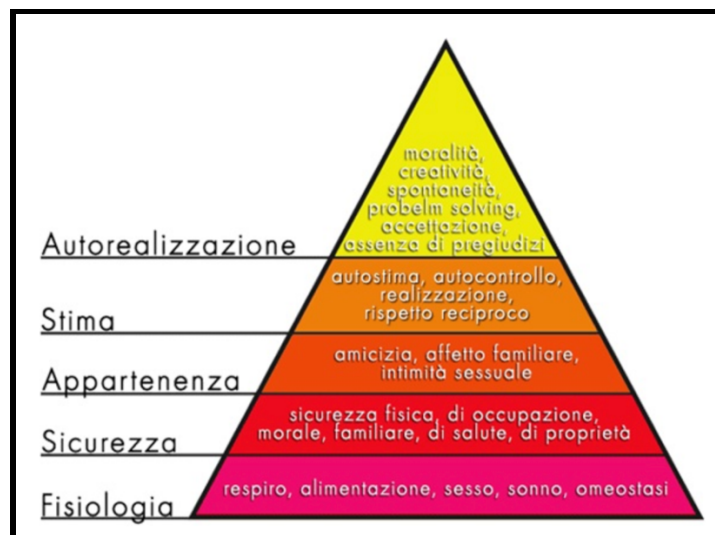 moralità,
creatività,
spontaneità,
probelm solving,
accettazione,
assenza di pregiudizi
Autorealizzazione
autostima, autocontrollo,
realizzazione,
rispetto reciproco
Stima
amicizia, affetto familiare,
intimità sessuale
Appartenenza
sicurezza fisica, di occupazione,
morale, familiare, di salute, di proprietà
Sicurezza
respiro, alimentazione, sesso, sonno, omeostasi
Fisiologia